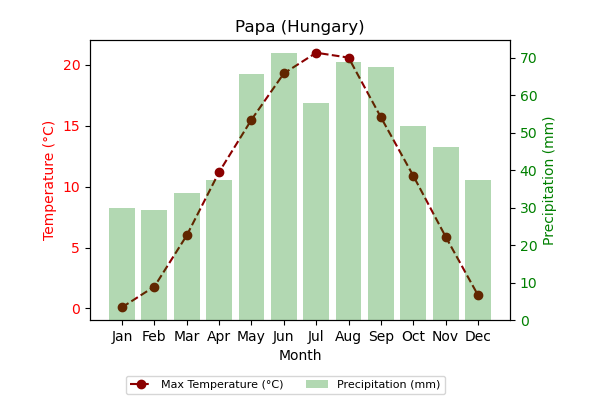 Papa (Hungary)
20
15
10
5
0
Temperature (°C)
70
60
50
40
30
20
10
0
Precipitation (mm)
Jan Feb Mar Apr May Jun Jul Aug Sep Oct Nov Dec
Month
Max Temperature (°C) Precipitation (mm)